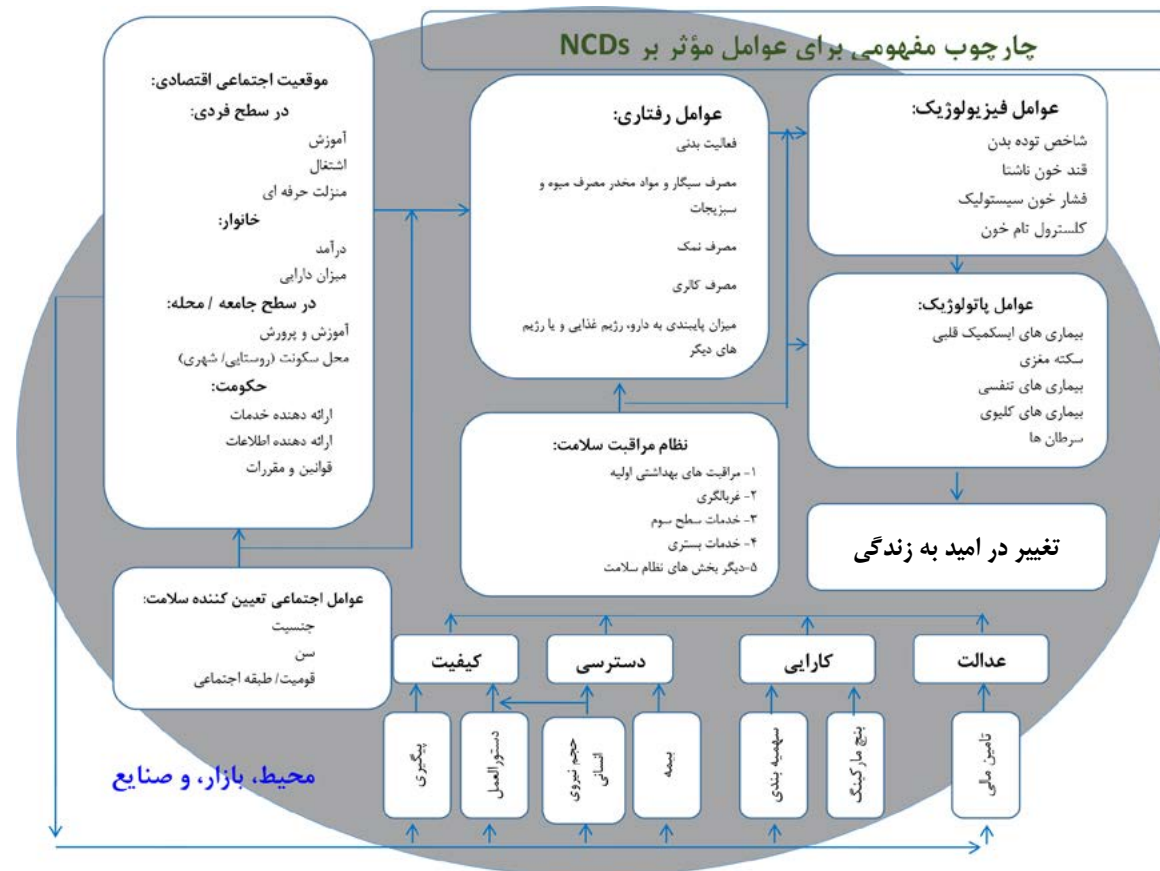 چارچوب مفهومی برای عوامل مؤثر بر NCDs
موقعیت اجتماعی اقتصادی:
در سطح فردی:
آموزش
اشتغال
منزلت حرفه ای
خانوار:
درآمد
میزان دارایی
در سطح جامعه / محله:
آموزش و پرورش
محل سکونت (روستایی/ شهری)
حکومت:
ارائه دهنده خدمات
ارائه دهنده اطلاعات
قوانین و مقررات
عوامل رفتاری:
فعالیت بدنی
مصرف سیگار و مواد مخدر مصرف میوه و
سبزیجات
مصرف نمک
مصرف کالری
میزان پایبندی به دارو، رژیم غذایی و یا رژیم
های دیگر
عوامل فیزیولوژیک:
شاخص توده بدن
قند خون ناشتا
فشار خون سیستولیک
کلسترول تام خون
عوامل پاتولوژیک:
بیماری های ایسکمیک قلبی
سکته مغزی
بیماری های تنفسی
بیماری های کلیوی
سرطان ها
نظام مراقبت سلامت:
۱- مراقبت های بهداشتی اولیه
۲- غربالگری
۳- خدمات سطح سوم
۴- خدمات بستری
۵-دیگر بخش های نظام سلامت
تغییر در امید به زندگی
عوامل اجتماعی تعیین کننده سلامت:
جنسیت
سن
قومیت/ طبقه اجتماعی
عدالت
کارایی
دسترسی
کیفیت
تامین مالی
بنچ مارکینگ
سهمیه بندی
بیمه
حجم نیروی
انسانی
دستورالعمل
پیگیری
محیط، بازار، و صنایع